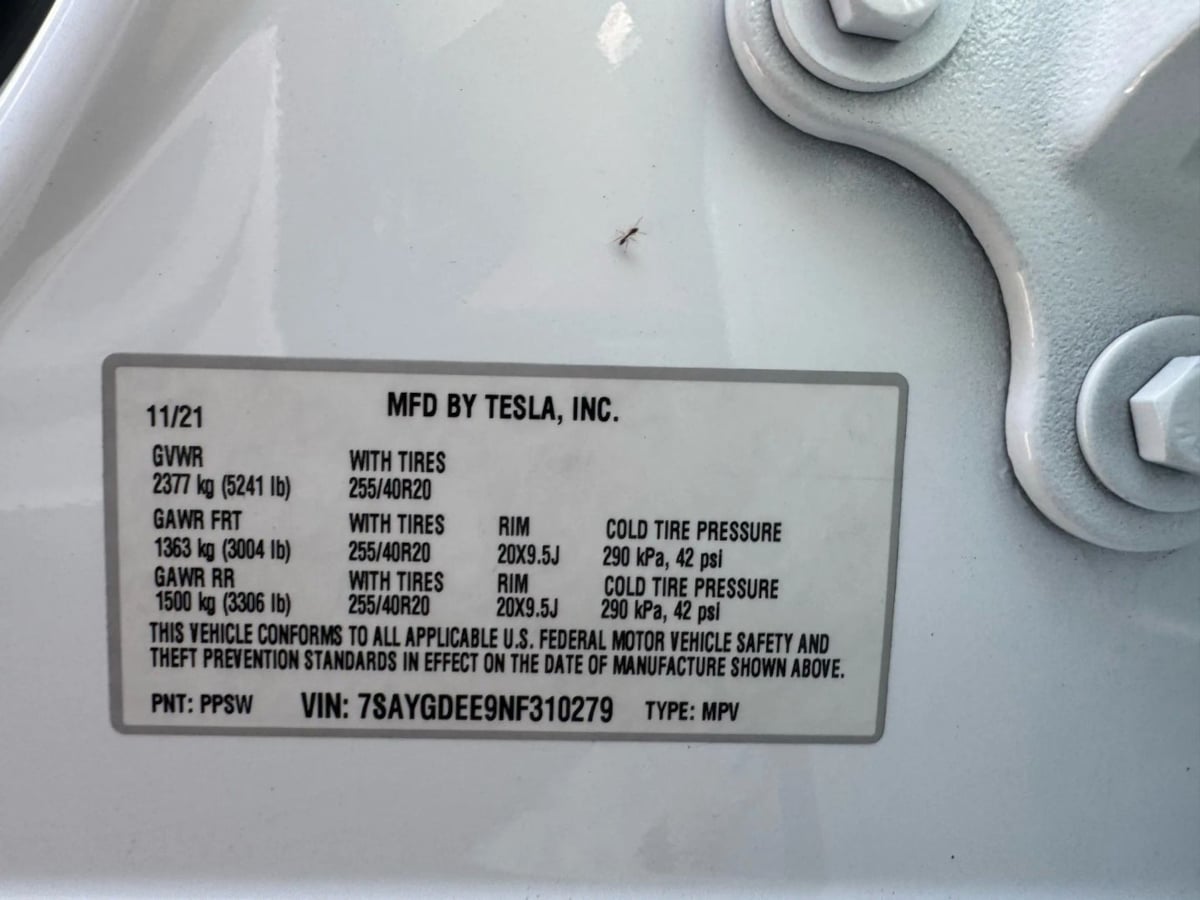 11/21 MFD BY TESLA, INC.
GVWR WITH TIRES
2377 kg (5241 lb) 255/40R20
GAWR FRT WITH TIRES RIM COLD TIRE PRESSURE
1363 kg (3004 lb) 255/40R20 20X9.5J 290 kPa, 42 psi
GAWR RR WITH TIRES RIM COLD TIRE PRESSURE
1500 kg (3306 lb) 255/40R20 20X9.5J 290 kPa, 42 psi
THIS VEHICLE CONFORMS TO ALL APPLICABLE U.S. FEDERAL MOTOR VEHICLE SAFETY AND
THEFT PREVENTION STANDARDS IN EFFECT ON THE DATE OF MANUFACTURE SHOWN ABOVE.
PNT: PPSW VIN: 7SAYGDEE9NF310279 TYPE: MPV